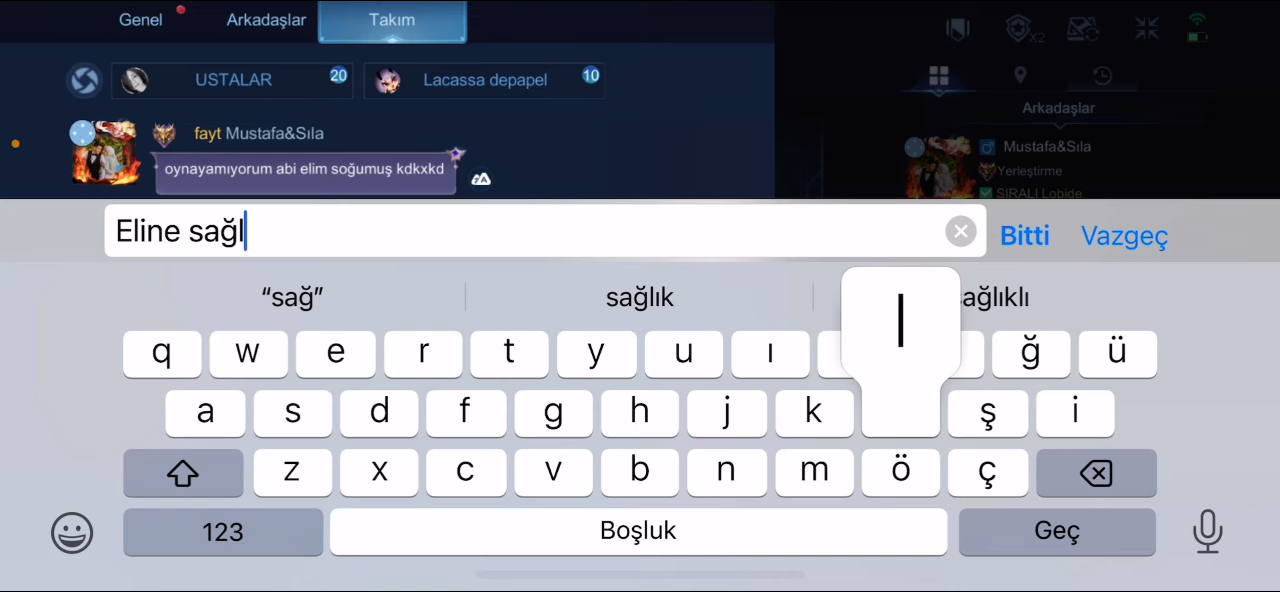 Genel
Arkadaşlar
Takım
X2
USTALAR
20
Lacassa depapel
10
Arkadaşlar
fayt Mustafa&Sıla
Mustafa&Sıla
oynayamıyorum abi elim soğumuş kdkxkd
Yerleştirme
SIRALI Lobide
Eline sağl
Bitti
Vazgeç
“sağ”
sağlık
sağlıklı
q w e r t y u ı ğ ü
l
a s d f g h j k ş i
z x c v b n m ö ç
123
Boşluk
Geç